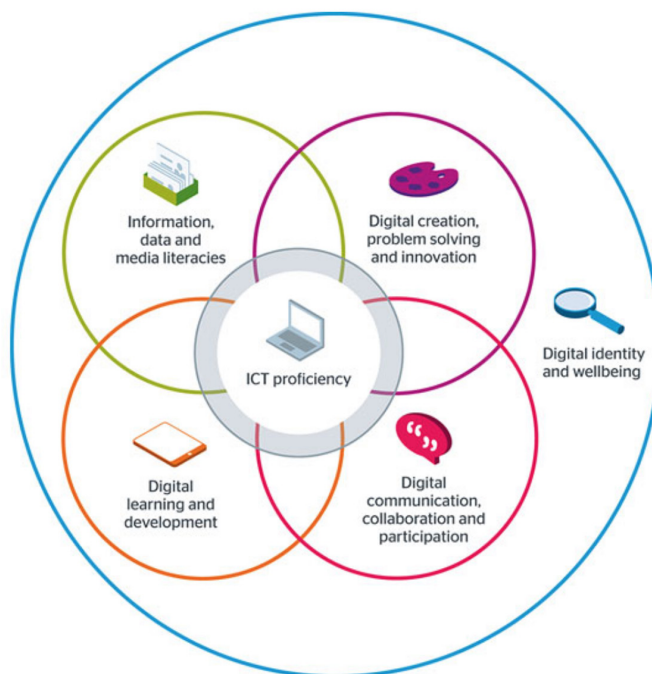 Information,
data and
media literacies
Digital creation,
problem solving
and innovation
Digital identity
and wellbeing
ICT proficiency
Digital
learning and
development
Digital
communication,
collaboration and
participation